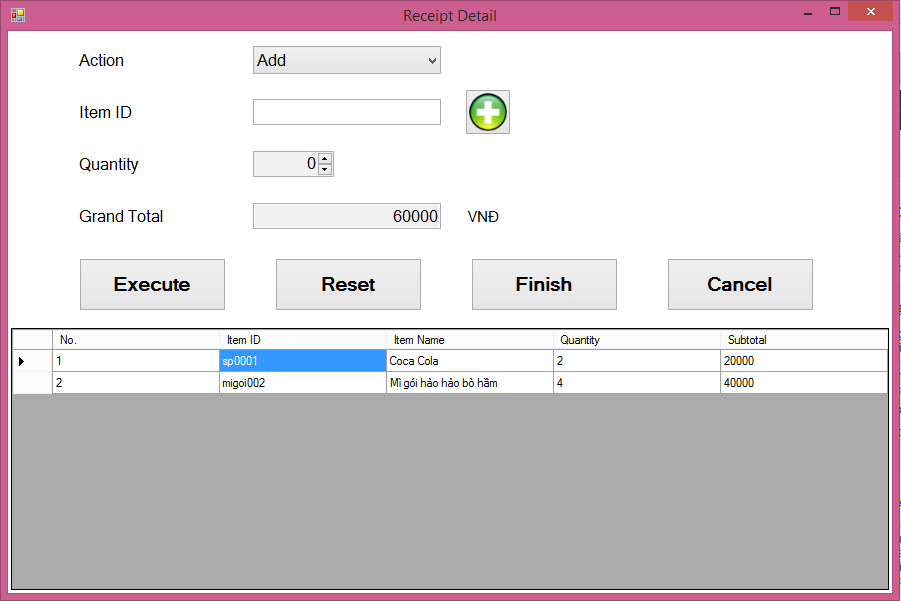 Receipt Detail
Action Add
Item ID
Quantity 0
Grand Total 60000 VNĐ
Execute Reset Finish Cancel
No. Item ID Item Name Quantity Subtotal
1 sp0001 Coca Cola 2 20000
2 migoi002 Mì gói hảo hảo bò hầm 4 40000